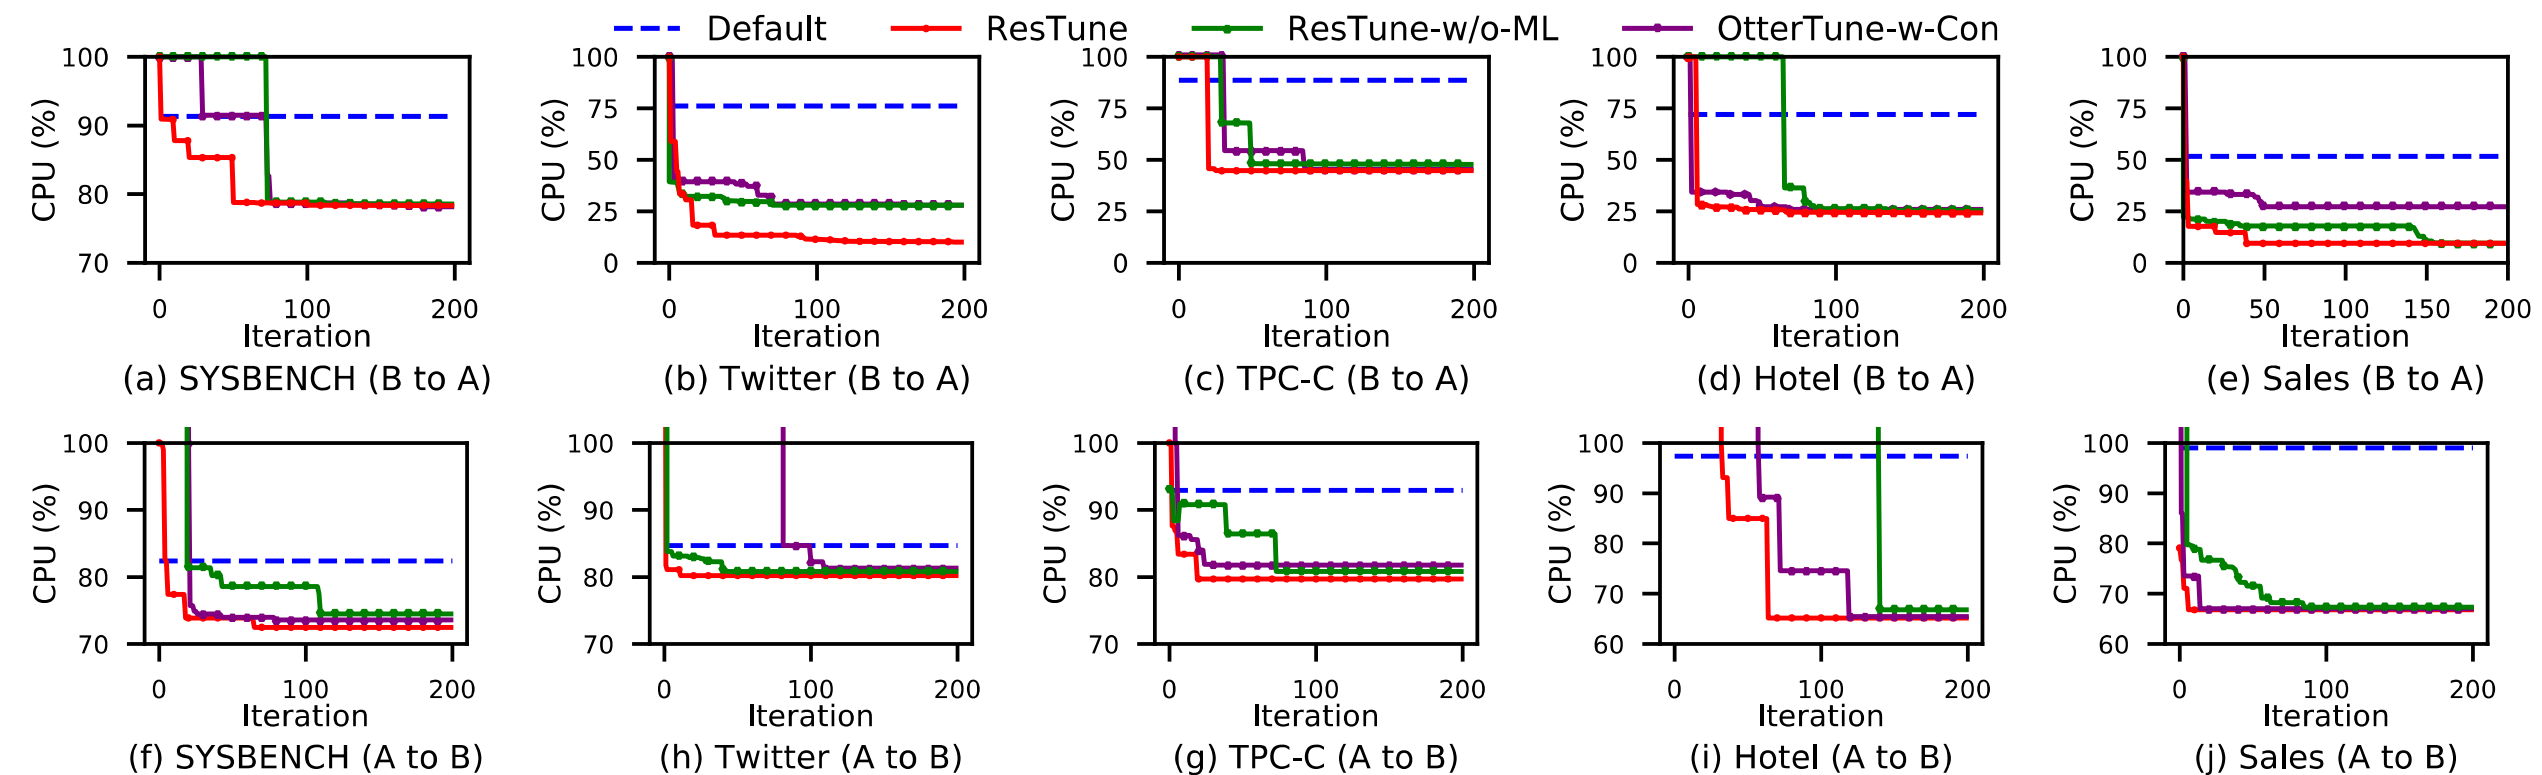 Default ResTune ResTune-w/o-ML OtterTune-w-Con
100
90
80
70
CPU (%)
0 100 200
Iteration
(a) SYSBENCH (B to A)
100
75
50
25
0
CPU (%)
0 100 200
Iteration
(b) Twitter (B to A)
100
75
50
25
0
CPU (%)
0 100 200
Iteration
(c) TPC-C (B to A)
100
75
50
25
0
CPU (%)
0 100 200
Iteration
(d) Hotel (B to A)
100
75
50
25
0
CPU (%)
0 50 100 150 200
Iteration
(e) Sales (B to A)
100
90
80
70
CPU (%)
0 100 200
Iteration
(f) SYSBENCH (A to B)
100
90
80
70
CPU (%)
0 100 200
Iteration
(h) Twitter (A to B)
100
90
80
70
CPU (%)
0 100 200
Iteration
(g) TPC-C (A to B)
100
90
80
70
60
CPU (%)
0 100 200
Iteration
(i) Hotel (A to B)
100
90
80
70
60
CPU (%)
0 100 200
Iteration
(j) Sales (A to B)